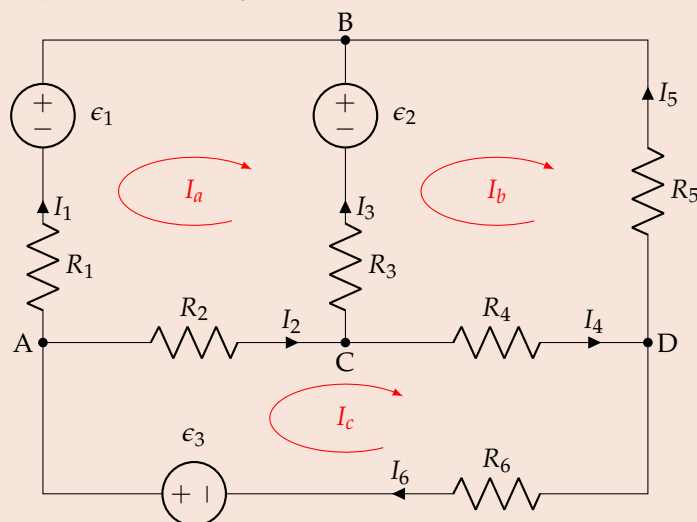 B
+ − ϵ1 + − ϵ2 I5
I1 Ia I3 Ib R5
R1 R2 R3 R4
A I2 C I4 D
ϵ3 Ic
+ − I6 R6